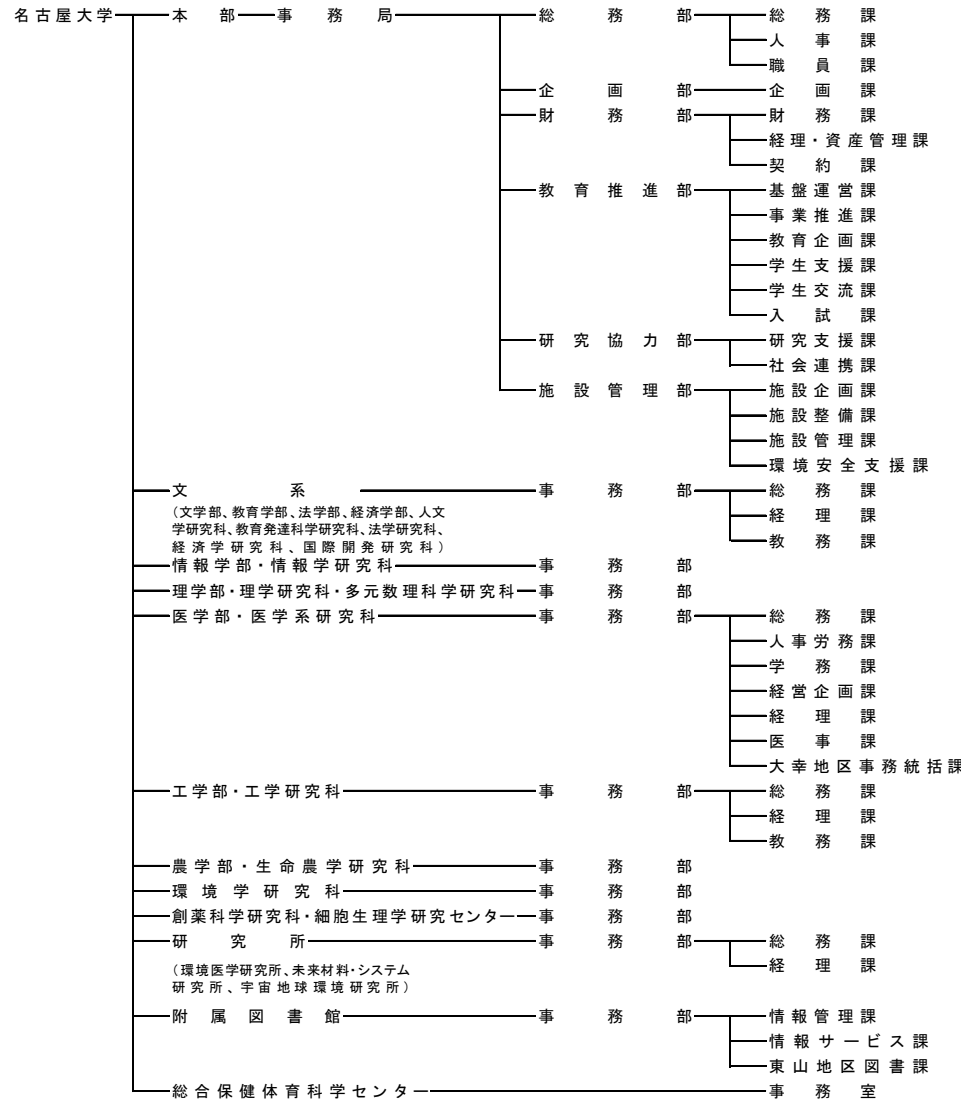 名古屋大学 本部 事務局 総務部 総務課
人事課
職員課
企画部 企画課
財務部 財務課
経理・資産管理課
契約課
教育推進部 基盤運営課
事業推進課
教育企画課
学生支援課
学生交流課
入試課
研究協力部 研究支援課
社会連携課
施設管理部 施設企画課
施設整備課
施設管理課
環境安全支援課
文系 事務部 総務課
(文学部、教育学部、法学部、経済学部、人文 経理課
学研究科、教育発達科学研究科、法学研究科、
経済学研究科、国際開発研究科) 教務課
情報学部・情報学研究科 事務部
理学部・理学研究科・多元数理科学研究科 事務部
医学部・医学系研究科 事務部 総務課
人事労務課
学務課
経営企画課
経理課
医事課
大幸地区事務統括課
工学部・工学研究科 事務部 総務課
経理課
教務課
農学部・生命農学研究科 事務部
環境学研究科 事務部
創薬科学研究科・細胞生理学研究センター 事務部
研究所 事務部 総務課
(環境医学研究所、未来材料・システム 経理課
研究所、宇宙地球環境研究所)
附属図書館 事務部 情報管理課
情報サービス課
東山地区図書課
総合保健体育科学センター 事務室